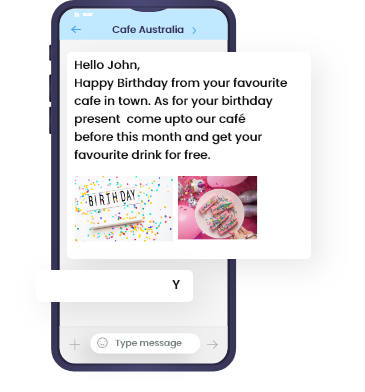 Cafe Australia
Hello John,
Happy Birthday from your favourite
cafe in town. As for your birthday
present come upto our café
before this month and get your
favourite drink for free.
BIRTHDAY
Y
Type message